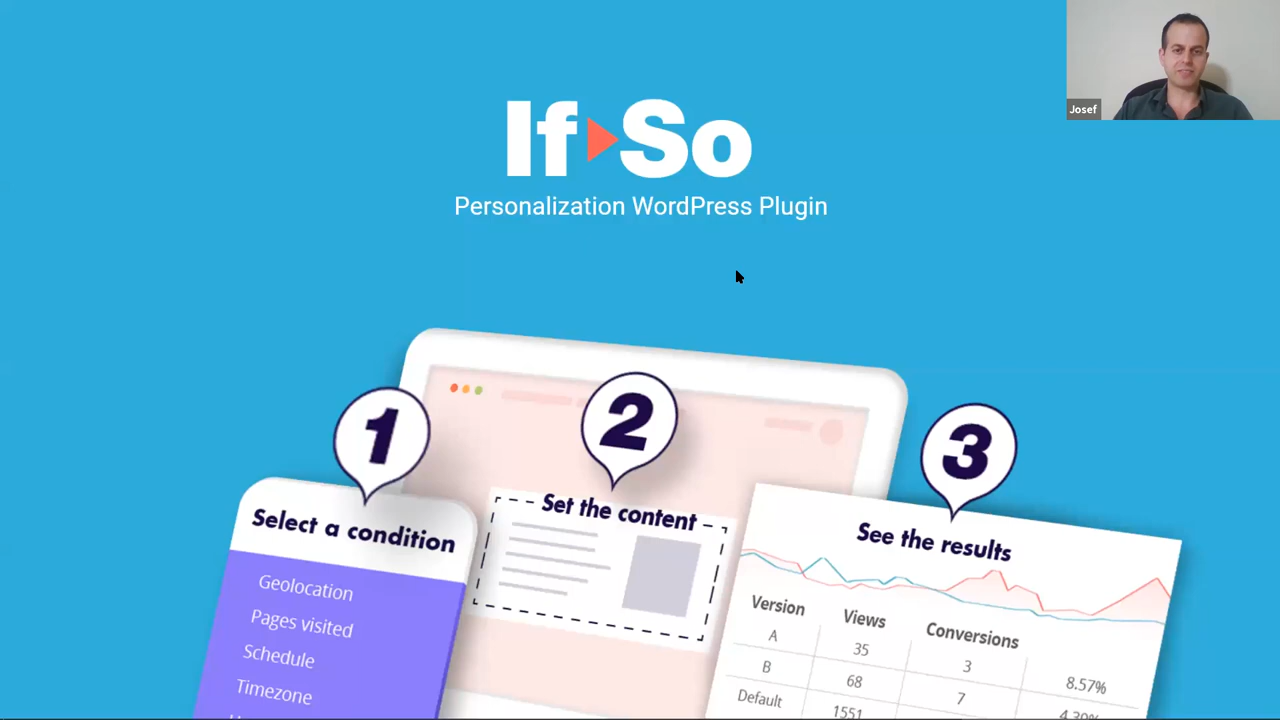 Josef
If So
Personalization WordPress Plugin
1
2
3
Select a condition
Geolocation
Pages visited
Schedule
Timezone
Set the content
See the results
Version Views Conversions
A 35 3 8.57%
B 68 7
Default 1551